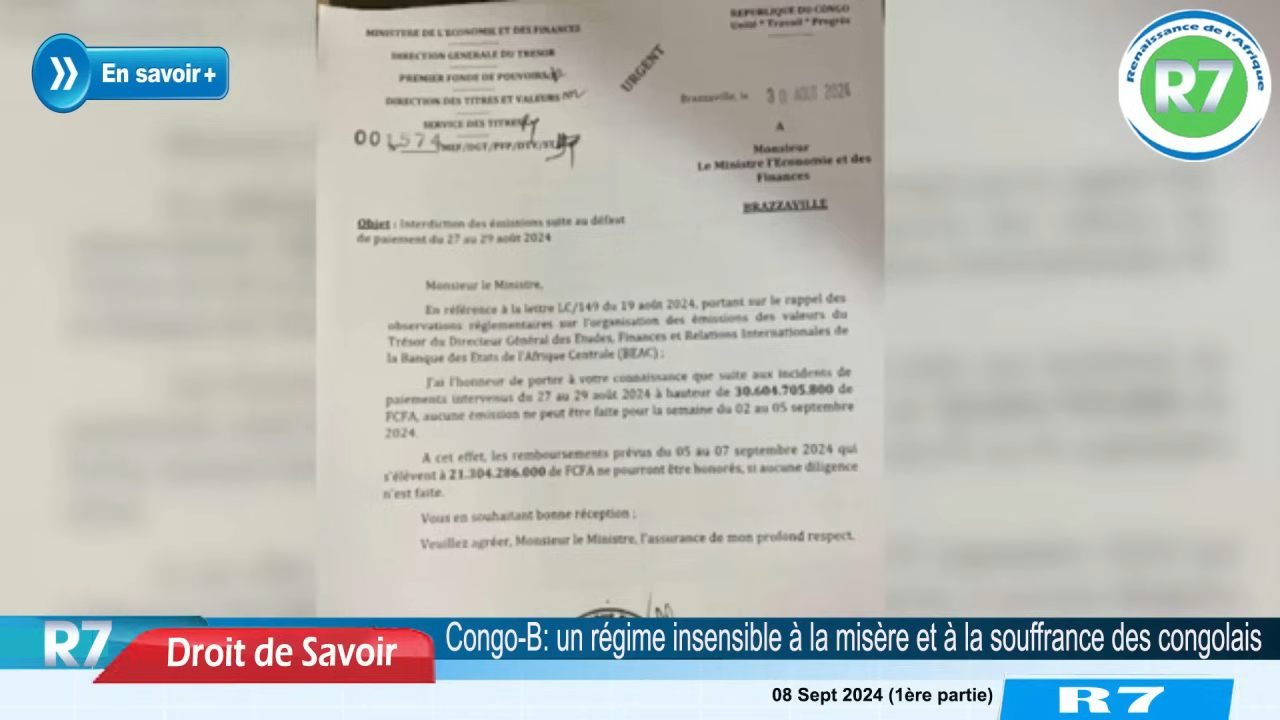 En savoir+
Renaissance de l'Afrique
R7
MINISTERE DE L'ECONOMIE ET DES FINANCES
DIRECTION GENERALE DU TRESOR
PREMIER FONDE DE POUVOIRS
DIRECTION DES TITRES ET VALEURS
SERVICE DES TITRES
REPUBLIQUE DU CONGO
Unité * Travail * Progrès
URGENT
Brazzaville, le 30 AOUT 2024
A
Monsieur
Le Ministre l'Economie et des
Finances
BRAZZAVILLE
Objet : Interdiction des émissions suite au défaut
de paiement du 27 au 29 août 2024
Monsieur le Ministre,
En référence à la lettre LC/149 du 19 août 2024, portant sur le rappel des
observations réglementaires sur l'organisation des émissions des valeurs du
Trésor du Directeur Général des Etudes, Finances et Relations Internationales de
la Banque des Etats de l'Afrique Centrale (BEAC) ;
J'ai l'honneur de porter à votre connaissance que suite aux incidents de
paiements intervenus du 27 au 29 août 2024 à hauteur de 30.604.705.800 de
FCFA, aucune émission ne peut être faite pour la semaine du 02 au 05 septembre
2024.
A cet effet, les remboursements prévus du 05 au 07 septembre 2024 qui
s'élèvent à 21.304.286.000 de FCFA ne pourront être honorés, si aucune diligence
n'est faite.
Vous en souhaitant bonne réception ;
Veuillez agréer, Monsieur le Ministre, l'assurance de mon profond respect.
R7
Droit de Savoir
Congo-B: un régime insensible à la misère et à la souffrance des congolais
08 Sept 2024 (1ère partie)
R7